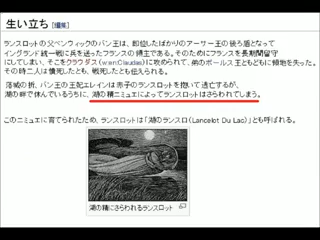 生い立ち [編集]
ランスロットの父ベンウィックのバン王は、即位したばかりのアーサー王の後ろ盾となって
イングランド統一戦に兵を送ったフランスの領主である。そのためにフランスを長期間留守
にしてしまい、そこをクラウダス(w:en:Claudas)に攻められて、弟のボールス王ともどもに領地を失った。
その時二人は憤死したとも、戦死したとも伝えられる。
落城の折、バン王の王妃エレインは赤子のランスロットを抱いて逃亡するが、
湖の畔で休んでいるうちに、湖の精ニミュエによってランスロットはさらわれてしまう。
このニミュエに育てられたため、ランスロットは「湖のランスロ(Lancelot Du Lac)」とも呼ばれる。
湖の精にさらわれるランスロット